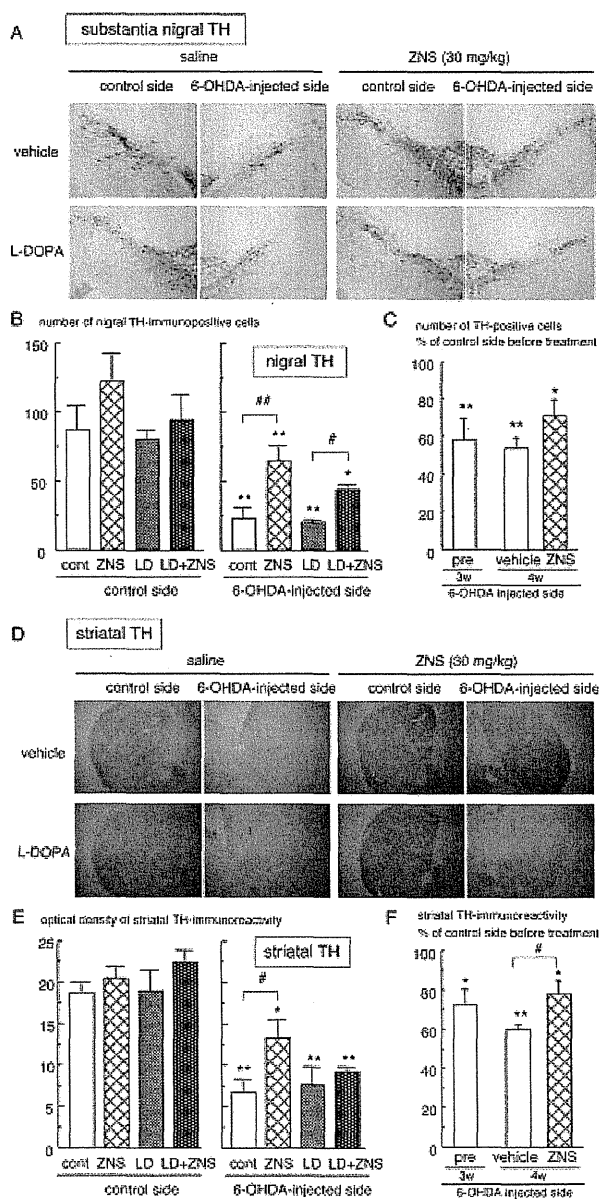 A substantia nigral TH
saline ZNS (30 mg/kg)
control side 6-OHDA-injected side control side 6-OHDA-injected side
vehicle
L-DOPA
B number of nigral TH-immunopositive cells
150
100
50
0
nigral TH
##
#
** ** ** *
cont ZNS LD LD+ZNS cont ZNS LD LD+ZNS
control side 6-OHDA-injected side
C number of TH-positive cells
% of control side before treatment
100
80
60
40
20
0
** ** *
pre vehicle ZNS
3w 4w
6-OHDA injected side
D striatal TH
saline ZNS (30 mg/kg)
control side 6-OHDA-injected side control side 6-OHDA-injected side
vehicle
L-DOPA
E optical density of striatal TH-immunoreactivity
25
20
15
10
5
0
striatal TH
#
** * ** **
cont ZNS LD LD+ZNS cont ZNS LD LD+ZNS
control side 6-OHDA-injected side
F striatal TH-immunoreactivity
% of control side before treatment
100
80
60
40
20
0
#
* ** *
pre vehicle ZNS
3w 4w
6-OHDA injected side